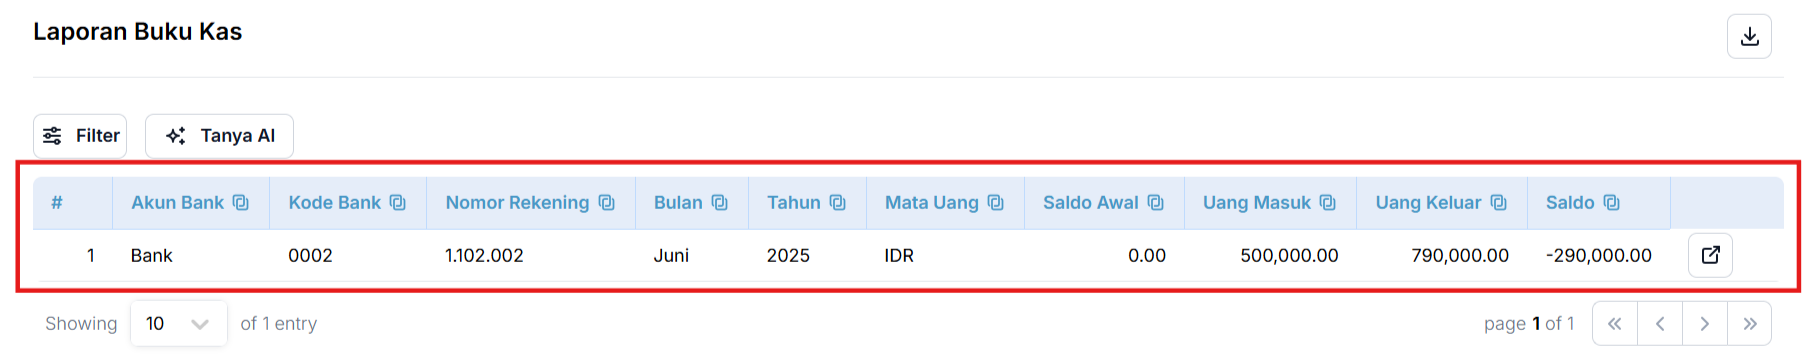 Laporan Buku Kas
Filter Tanya AI
# Akun Bank Kode Bank Nomor Rekening Bulan Tahun Mata Uang Saldo Awal Uang Masuk Uang Keluar Saldo
1 Bank 0002 1.102.002 Juni 2025 IDR 0.00 500,000.00 790,000.00 -290,000.00
Showing 10 of 1 entry page 1 of 1